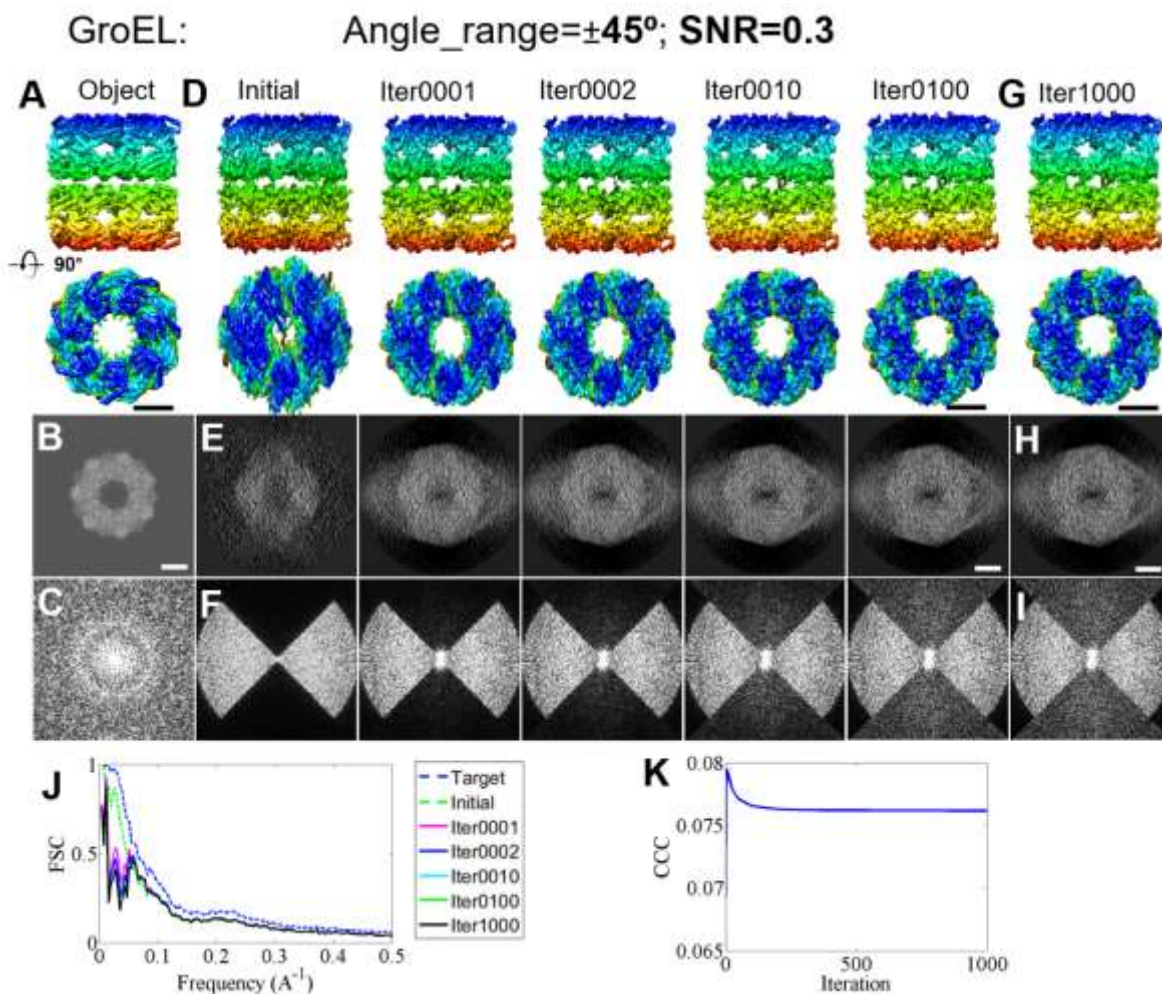 GroEL: Angle_range=±45º; SNR=0.3
A Object D Initial Iter0001 Iter0002 Iter0010 Iter0100 G Iter1000
90°
B E H
C F I
J
1
0.5
0
FSC
0 0.1 0.2 0.3 0.4 0.5
Frequency (A⁻¹)
Target
Initial
Iter0001
Iter0002
Iter0010
Iter0100
Iter1000
K
0.08
0.075
0.07
0.065
CCC
0 500 1000
Iteration